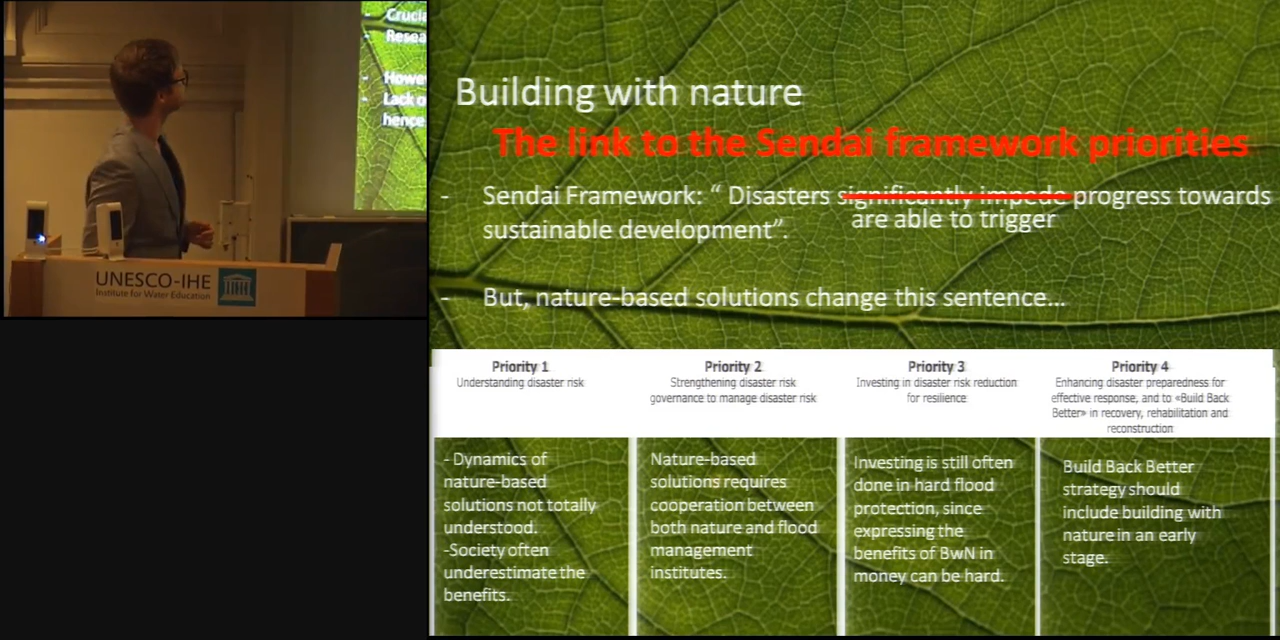 Crucia
Resea
Howe
Lack o
hence
UNESCO-IHE
Institute for Water Education
Building with nature
The link to the Sendai framework priorities
- Sendai Framework: “ Disasters significantly impede progress towards
are able to trigger
sustainable development”.
- But, nature-based solutions change this sentence...
Priority 1
Understanding disaster risk
Priority 2
Strengthening disaster risk
governance to manage disaster risk
Priority 3
Investing in disaster risk reduction
for resilience
Priority 4
Enhancing disaster preparedness for
effective response, and to «Build Back
Better» in recovery, rehabilitation and
reconstruction
- Dynamics of
nature-based
solutions not totally
understood.
-Society often
underestimate the
benefits.
Nature-based
solutions requires
cooperation between
both nature and flood
management
institutes.
Investing is still often
done in hard flood
protection, since
expressing the
benefits of BwN in
money can be hard.
Build Back Better
strategy should
include building with
nature in an early
stage.